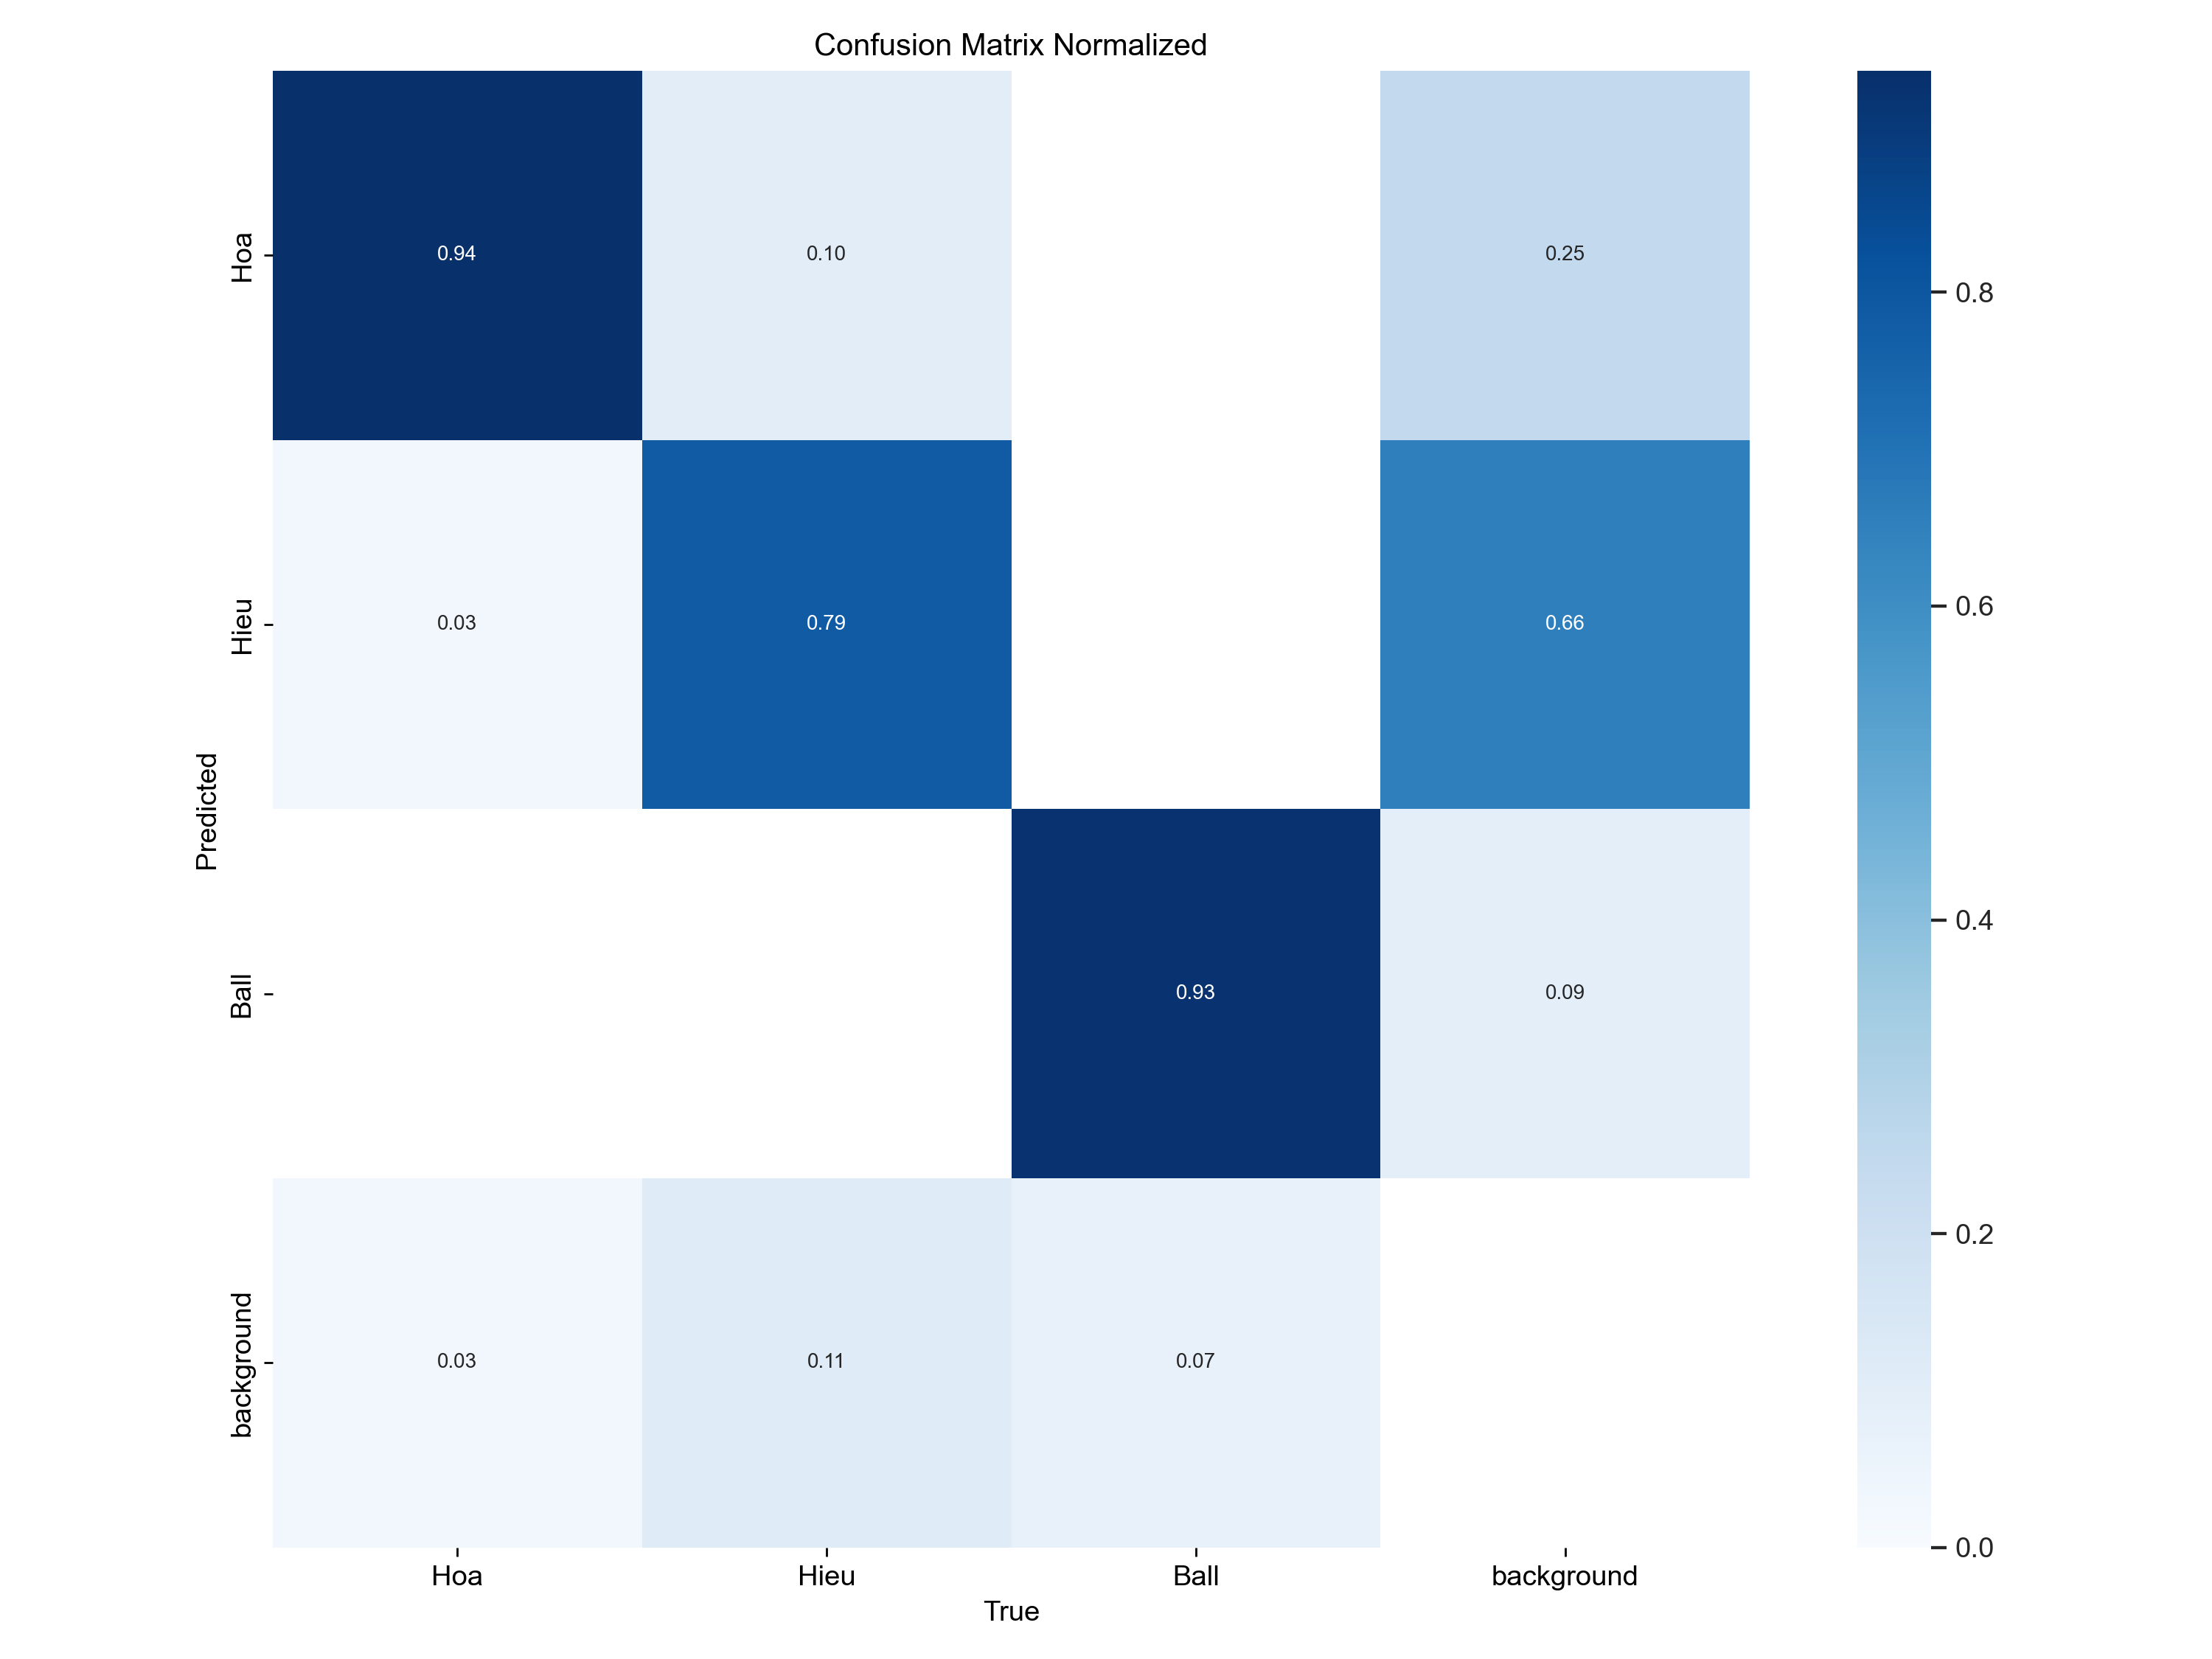 Confusion Matrix Normalized
Hoa
0.94
0.10
0.25
Hieu
0.03
0.79
0.66
Ball
0.93
0.09
background
0.03
0.11
0.07
Predicted
Hoa
Hieu
Ball
background
True
0.8
0.6
0.4
0.2
0.0